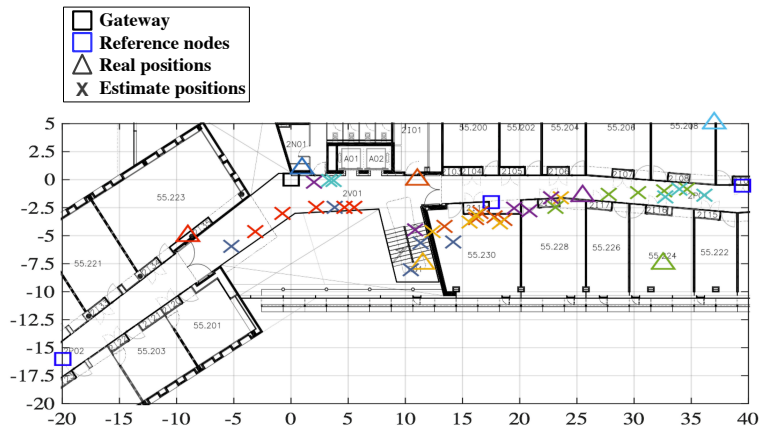 Gateway
Reference nodes
Real positions
Estimate positions
5
2.5
0
-2.5
-5
-7.5
-10
-12.5
-15
-17.5
-20
-20 -15 -10 -5 0 5 10 15 20 25 30 35 40
2N01
2I01
55.200
55.202
55.204
55.206
55.208
A01
A02
55.223
2V01
55.221
55.230
55.228
55.226
55.224
55.222
55.201
55.203
2P02